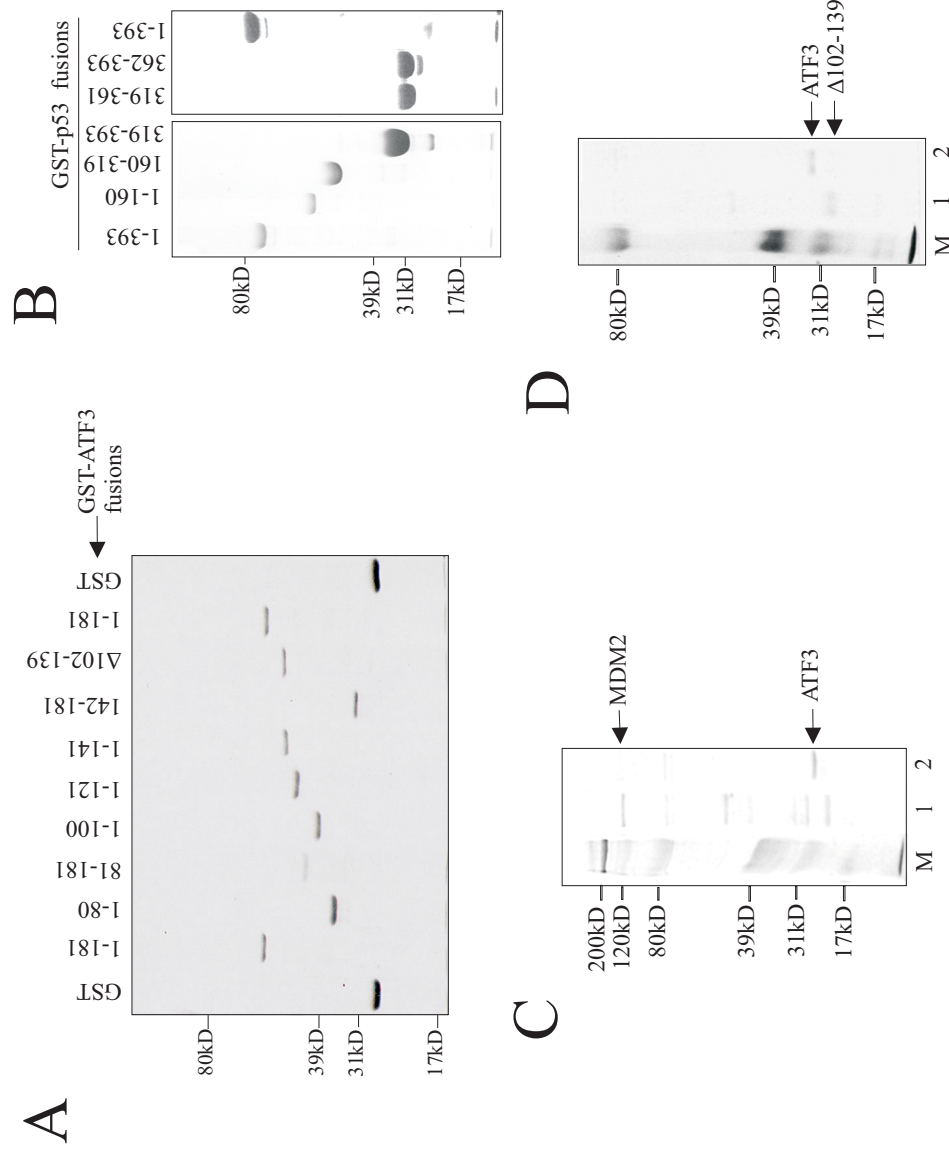 A
GST
1-181
1-80
81-181
1-100
1-121
1-141
142-181
Δ102-139
1-181
GST
GST-ATF3
fusions
80kD
39kD
31kD
17kD
B
GST-p53 fusions
1-393
1-160
160-319
319-393
319-361
362-393
1-393
80kD
39kD
31kD
17kD
C
200kD
120kD
80kD
39kD
31kD
17kD
MDM2
ATF3
M 1 2
D
80kD
39kD
31kD
17kD
ATF3
Δ102-139
M 1 2